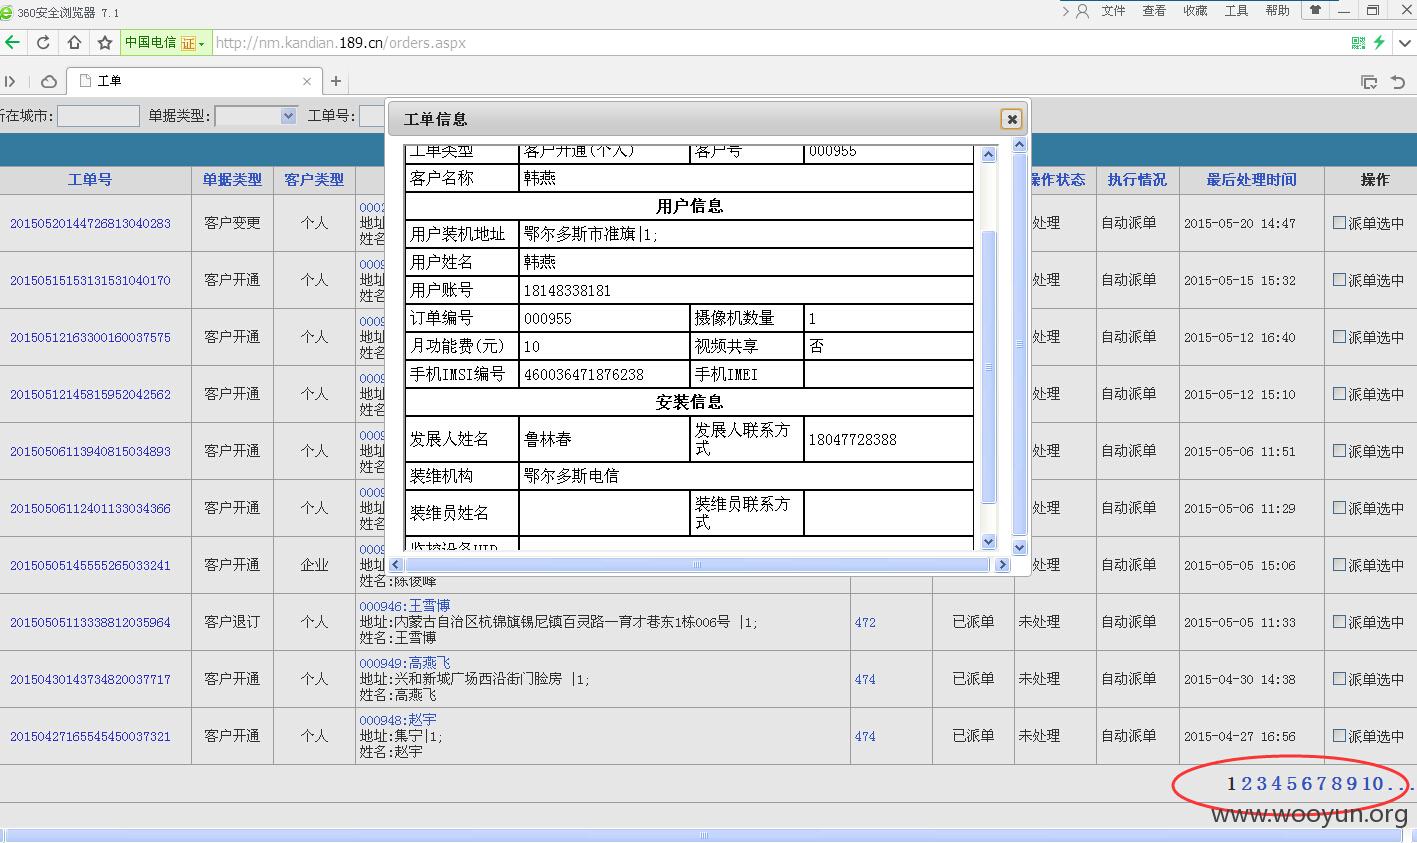 360安全浏览器 7.1
文件 查看 收藏 工具 帮助
中国电信 证 http://nm.kandian.189.cn/orders.aspx
工单
所在城市: 单据类型: 工单号:
工单信息
工单类型 客户开通(个人) 客户号 000955
客户名称 韩燕
用户信息
用户装机地址 鄂尔多斯市准旗|1;
用户姓名 韩燕
用户账号 18148338181
订单编号 000955 摄像机数量 1
月功能费(元) 10 视频共享 否
手机IMSI编号 460036471876238 手机IMEI
安装信息
发展人姓名 鲁林春 发展人联系方式 18047728388
装维机构 鄂尔多斯电信
装维员姓名 装维员联系方式
监控设备UID
工单号 单据类型 客户类型 操作状态 执行情况 最后处理时间 操作
20150520144726813040283 客户变更 个人 地址 姓名 处理 自动派单 2015-05-20 14:47 派单选中
20150515153131531040170 客户开通 个人 地址 姓名 处理 自动派单 2015-05-15 15:32 派单选中
20150512163300160037575 客户开通 个人 地址 姓名 处理 自动派单 2015-05-12 16:40 派单选中
20150512145815952042562 客户开通 个人 地址 姓名 处理 自动派单 2015-05-12 15:10 派单选中
20150506113940815034893 客户开通 个人 地址 姓名 处理 自动派单 2015-05-06 11:51 派单选中
20150506112401133034366 客户开通 个人 地址 姓名 处理 自动派单 2015-05-06 11:29 派单选中
20150505145555265033241 客户开通 企业 地址 处理 自动派单 2015-05-05 15:06 派单选中
姓名:陈俊峰
000946:王雪博
20150505113338812035964 客户退订 个人 地址:内蒙古自治区杭锦旗锡尼镇百灵路一育才巷东1栋006号 |1; 472 已派单 未处理 自动派单 2015-05-05 11:33 派单选中
姓名:王雪博
000949:高燕飞
20150430143734820037717 客户开通 个人 地址:兴和新城广场西沿街门脸房 |1; 474 已派单 未处理 自动派单 2015-04-30 14:38 派单选中
姓名:高燕飞
000948:赵宇
20150427165545450037321 客户开通 个人 地址:集宁|1; 474 已派单 未处理 自动派单 2015-04-27 16:56 派单选中
姓名:赵宇
1 2 3 4 5 6 7 8 9 10 ...
www.wooyun.org